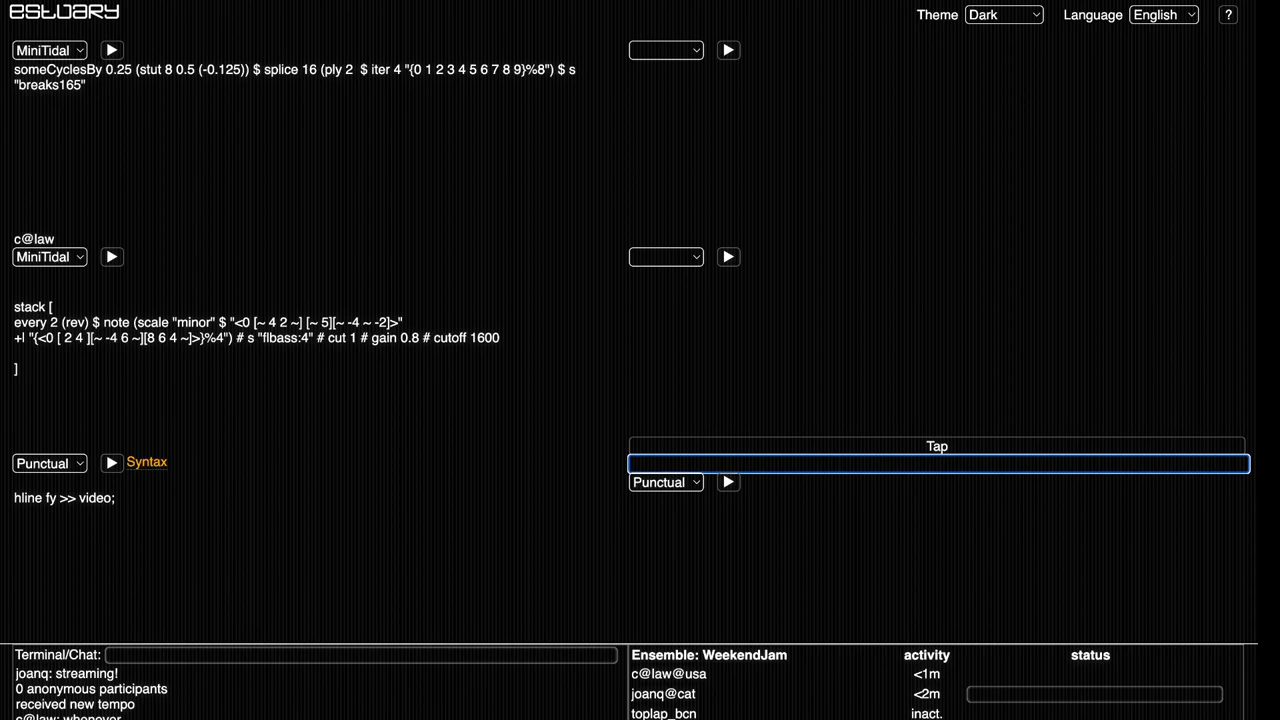 estuary
Theme Dark Language English ?
MiniTidal
someCyclesBy 0.25 (stut 8 0.5 (-0.125)) $ splice 16 (ply 2 $ iter 4 "{0 1 2 3 4 5 6 7 8 9}%8") $ s
"breaks165"
c@law
MiniTidal
stack [
every 2 (rev) $ note (scale "minor" $ "<0 [~ 4 2 ~] [~ 5][~ -4 ~ -2]>"
+| "{<0 [ 2 4 ][~ -4 6 ~][8 6 4 ~]>}%4") # s "flbass:4" # cut 1 # gain 0.8 # cutoff 1600
]
Tap
Punctual Syntax
Punctual
hline fy >> video;
Terminal/Chat:
joanq: streaming!
0 anonymous participants
received new tempo
c@law: whenever
Ensemble: WeekendJam activity status
c@law@usa <1m
joanq@cat <2m
toplap_bcn inact.